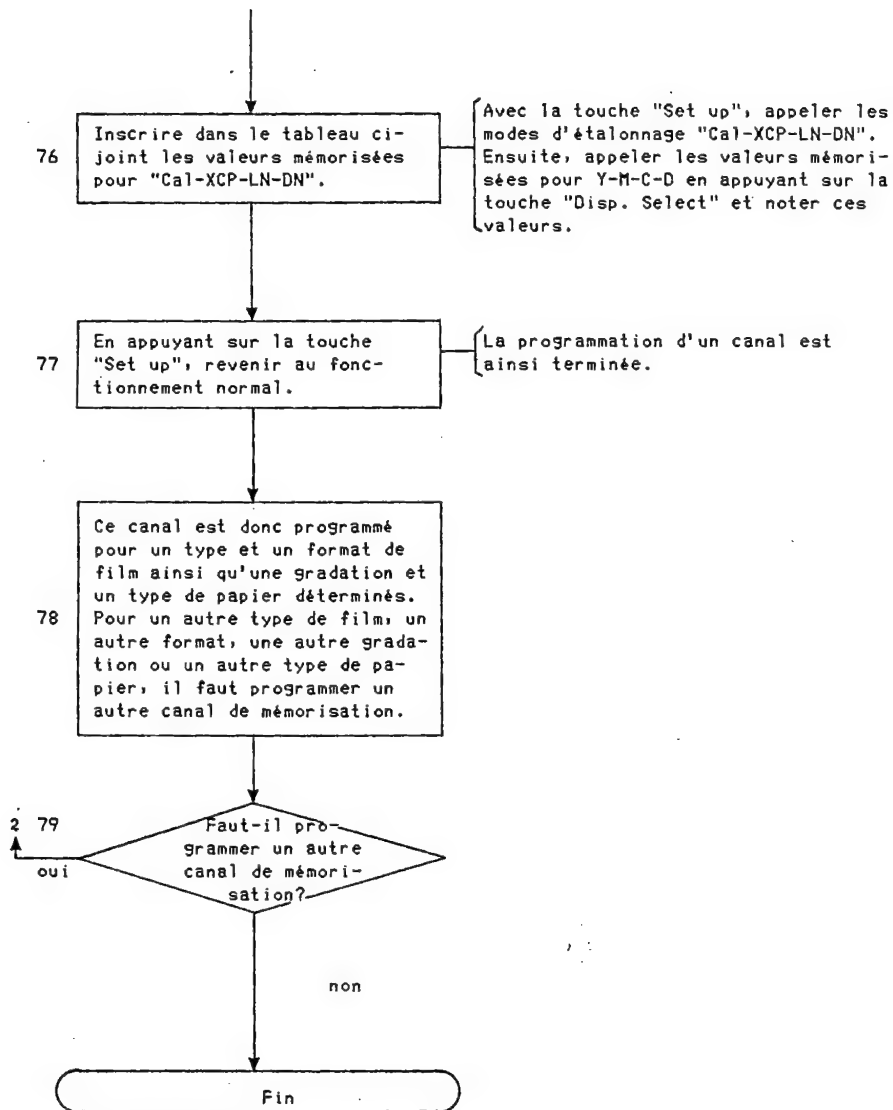 76
Inscrire dans le tableau ci-
joint les valeurs mémorisées
pour "Cal-XCP-LN-DN".
Avec la touche "Set up", appeler les
modes d'étalonnage "Cal-XCP-LN-DN".
Ensuite, appeler les valeurs mémori-
sées pour Y-M-C-D en appuyant sur la
touche "Disp. Select" et noter ces
valeurs.
77
En appuyant sur la touche
"Set up", revenir au fonc-
tionnement normal.
La programmation d'un canal est
ainsi terminée.
78
Ce canal est donc programmé
pour un type et un format de
film ainsi qu'une gradation et
un type de papier déterminés.
Pour un autre type de film, un
autre format, une autre grada-
tion ou un autre type de pa-
pier, il faut programmer un
autre canal de mémorisation.
2 79
oui
Faut-il pro-
grammer un autre
canal de mémori-
sation?
non
Fin